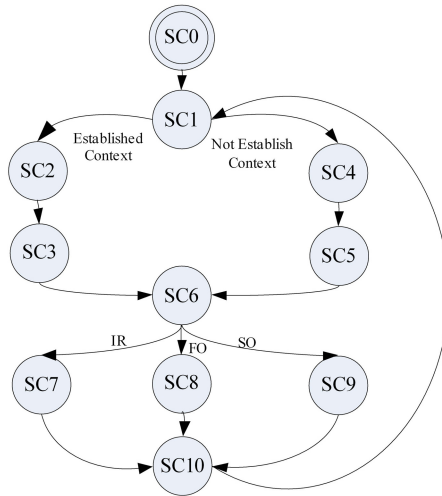 SC0
SC1
Established
Context
Not Establish
Context
SC2
SC4
SC3
SC5
SC6
IR
FO
SO
SC7
SC8
SC9
SC10